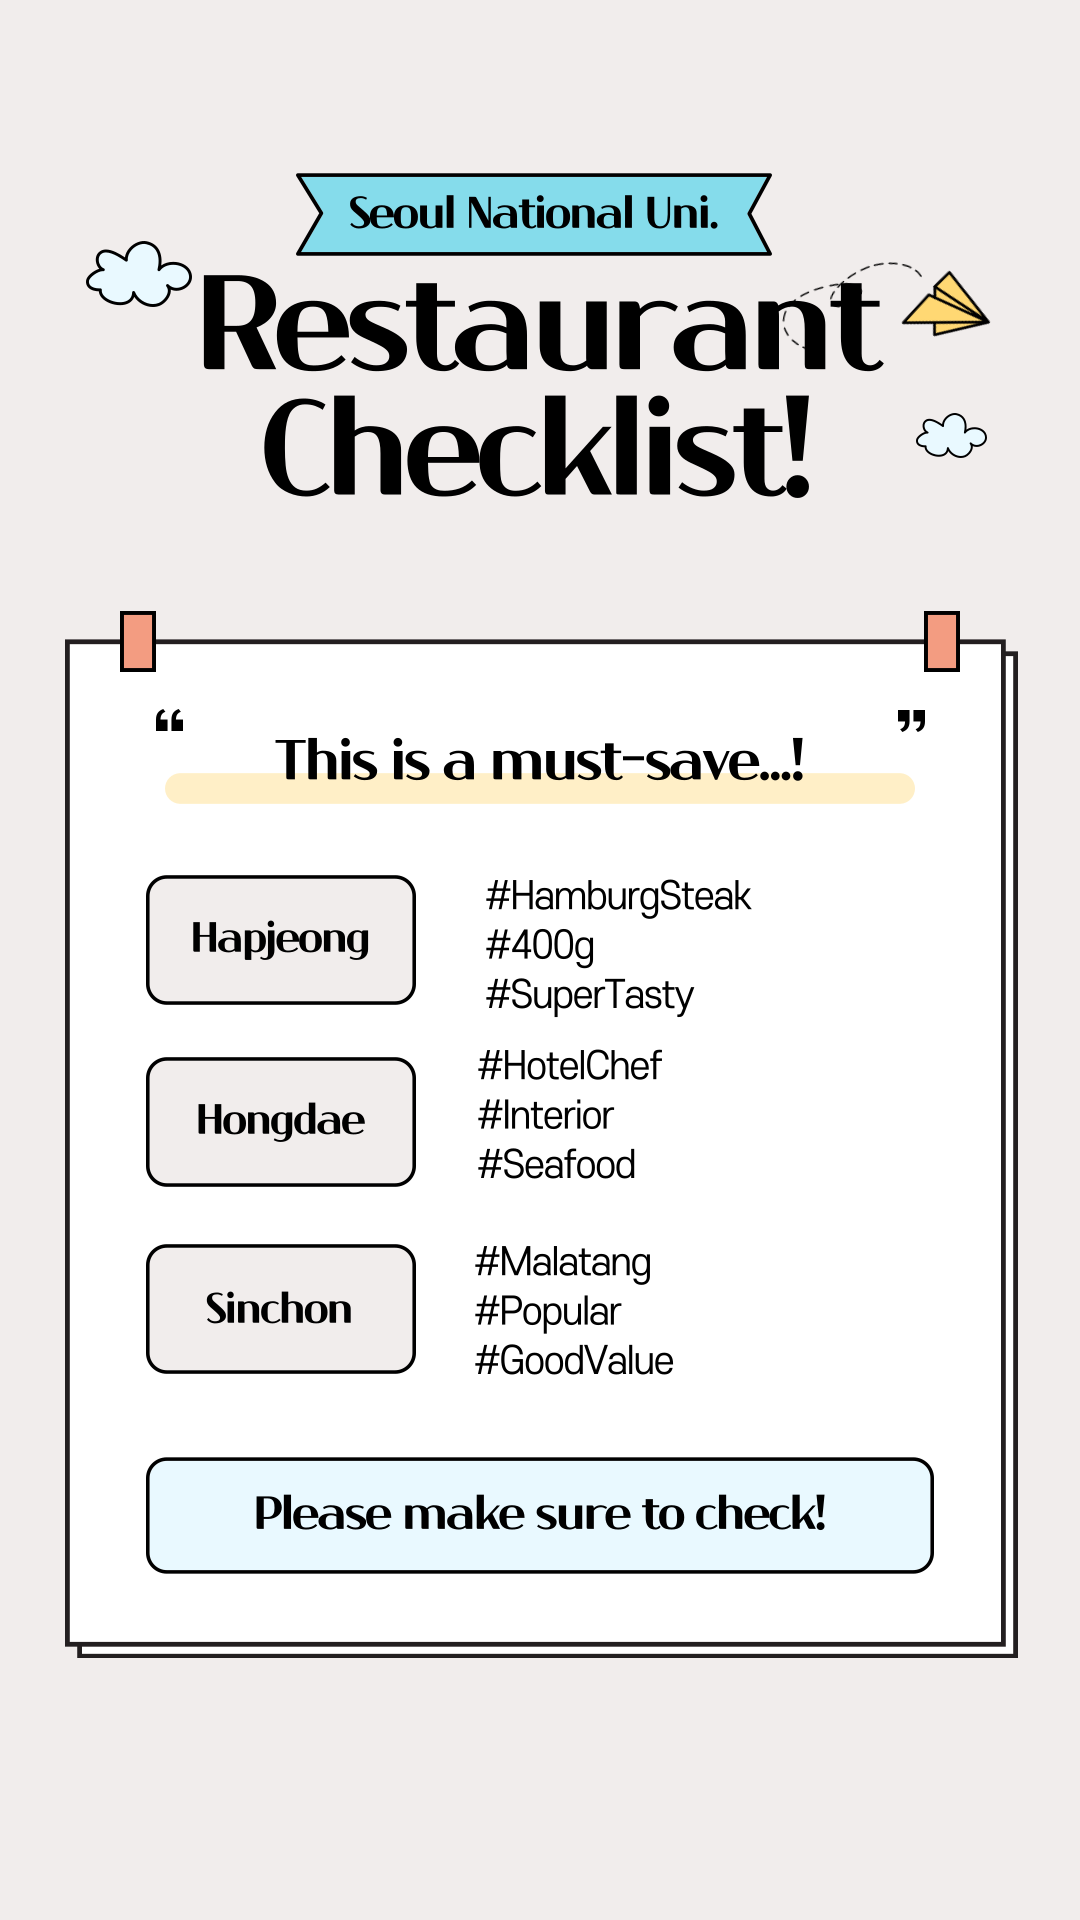 Seoul National Uni.
Restaurant
Checklist!
“ ”
This is a must-save...!
Hapjeong
#HamburgSteak
#400g
#SuperTasty
Hongdae
#HotelChef
#Interior
#Seafood
Sinchon
#Malatang
#Popular
#GoodValue
Please make sure to check!